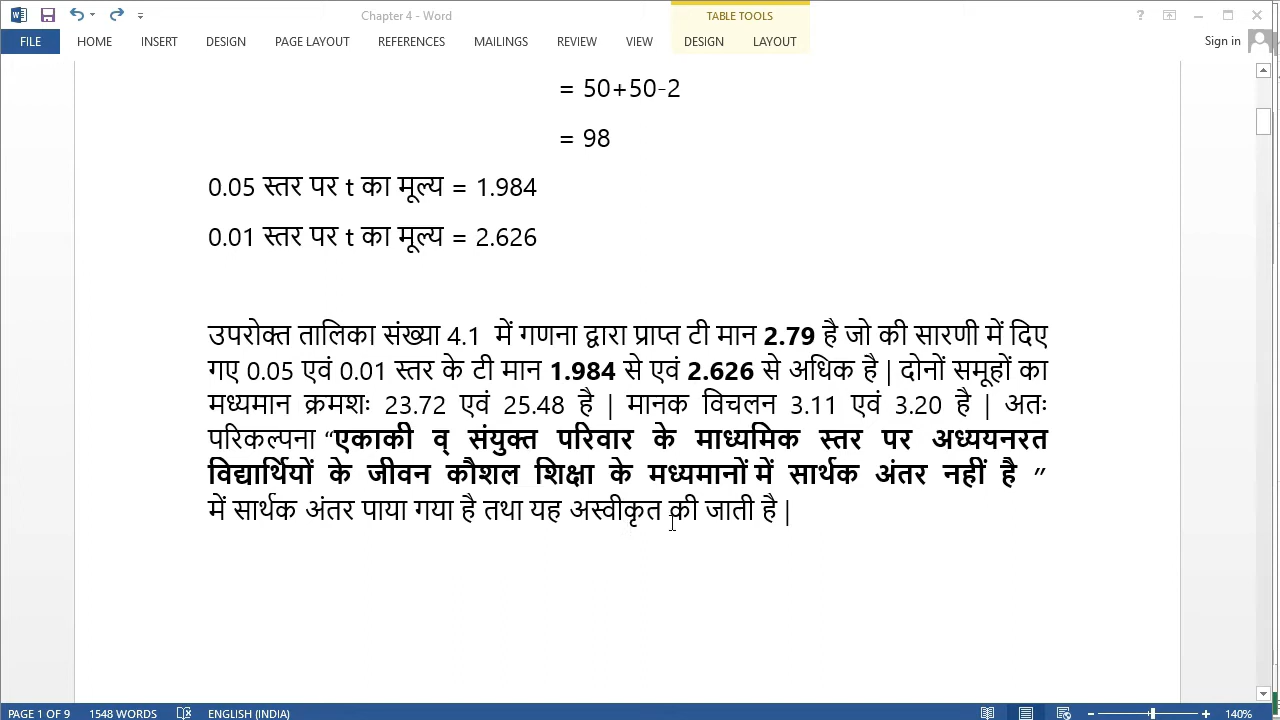 Chapter 4 - Word
TABLE TOOLS
?
FILE HOME INSERT DESIGN PAGE LAYOUT REFERENCES MAILINGS REVIEW VIEW DESIGN LAYOUT Sign in
= 50+50-2
= 98
0.05 स्तर पर t का मूल्य = 1.984
0.01 स्तर पर t का मूल्य = 2.626
उपरोक्त तालिका संख्या 4.1 में गणना द्वारा प्राप्त टी मान 2.79 है जो की सारणी में दिए
गए 0.05 एवं 0.01 स्तर के टी मान 1.984 से एवं 2.626 से अधिक है | दोनों समूहों का
मध्यमान क्रमशः 23.72 एवं 25.48 है | मानक विचलन 3.11 एवं 3.20 है | अतः
परिकल्पना “एकाकी व् संयुक्त परिवार के माध्यमिक स्तर पर अध्ययनरत
विद्यार्थियों के जीवन कौशल शिक्षा के मध्यमानों में सार्थक अंतर नहीं है ”
में सार्थक अंतर पाया गया है तथा यह अस्वीकृत की जाती है |
PAGE 1 OF 9 1548 WORDS ENGLISH (INDIA) 140%